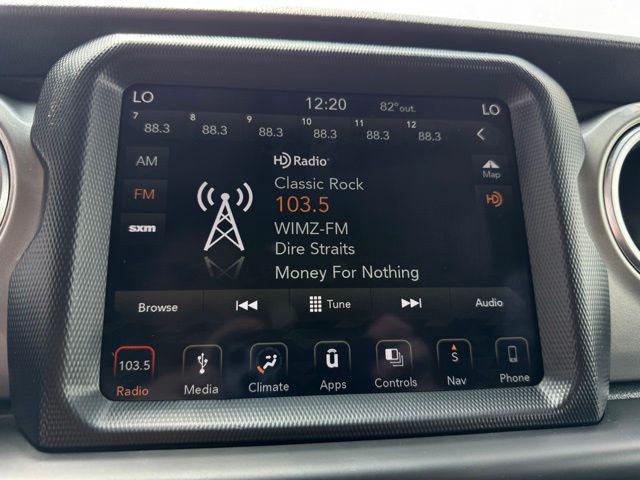 LO 12:20 82°out. LO
7 8 9 10 11 12
88.3 88.3 88.3 88.3 88.3 88.3
AM
HD Radio
Map
Classic Rock
FM
103.5
HD
WIMZ-FM
sxm
Dire Straits
Money For Nothing
Browse Tune Audio
103.5 S
Radio Media Climate Apps Controls Nav Phone